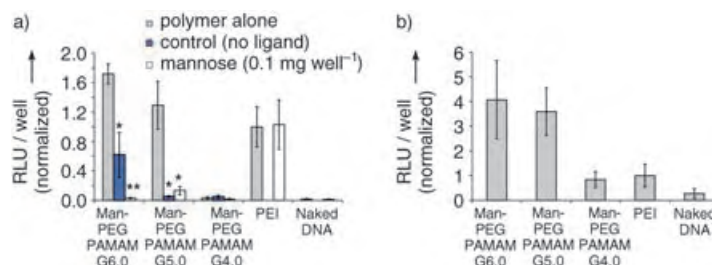 a)
polymer alone
control (no ligand)
mannose (0.1 mg well⁻¹)
RLU / well
(normalized)
2.0
1.6
1.2
0.8
0.4
0.0
*
**
*
*
Man-
PEG
PAMAM
G6.0
Man-
PEG
PAMAM
G5.0
Man-
PEG
PAMAM
G4.0
PEI
Naked
DNA
b)
RLU / well
(normalized)
6
5
4
3
2
1
0
Man-
PEG
PAMAM
G6.0
Man-
PEG
PAMAM
G5.0
Man-
PEG
PAMAM
G4.0
PEI
Naked
DNA